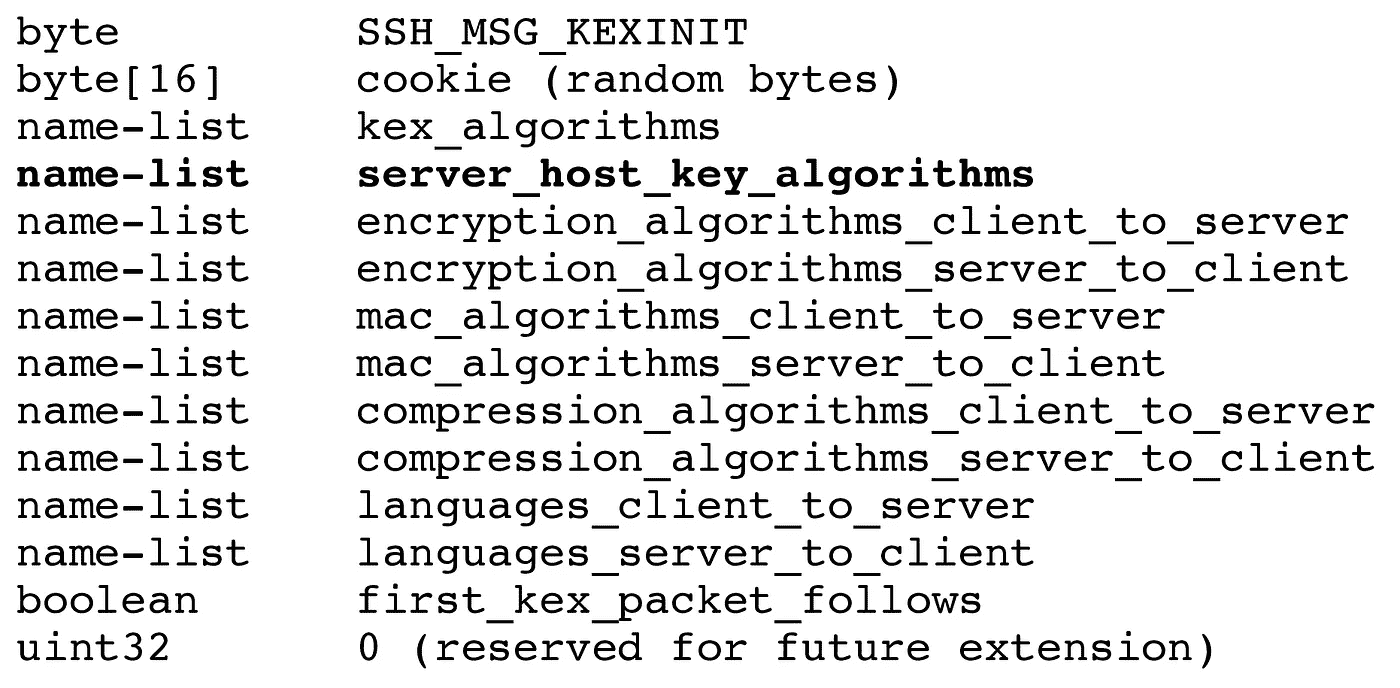 byte SSH_MSG_KEXINIT
byte[16] cookie (random bytes)
name-list kex_algorithms
name-list server_host_key_algorithms
name-list encryption_algorithms_client_to_server
name-list encryption_algorithms_server_to_client
name-list mac_algorithms_client_to_server
name-list mac_algorithms_server_to_client
name-list compression_algorithms_client_to_server
name-list compression_algorithms_server_to_client
name-list languages_client_to_server
name-list languages_server_to_client
boolean first_kex_packet_follows
uint32 0 (reserved for future extension)